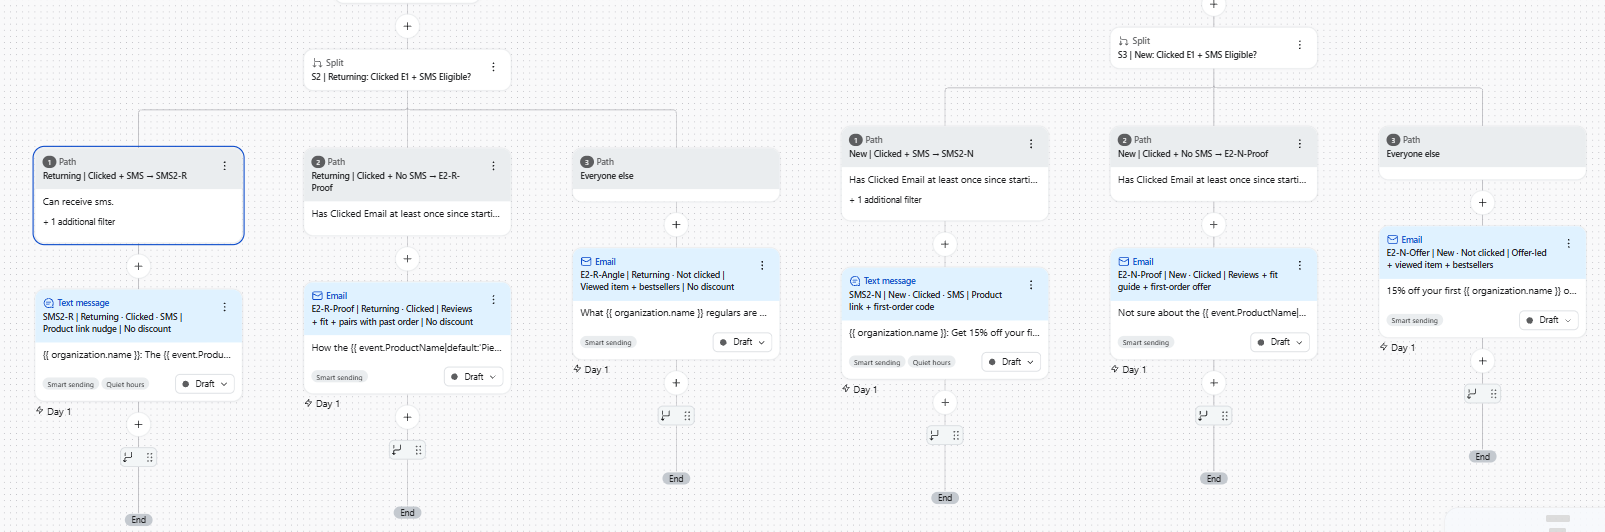 Split
S2 | Returning: Clicked E1 + SMS Eligible?
1 Path
Returning | Clicked + SMS → SMS2-R
Can receive sms.
+ 1 additional filter
Text message
SMS2-R | Returning · Clicked · SMS |
Product link nudge | No discount
{{ organization.name }}: The {{ event.Produ...
Smart sending
Quiet hours
Draft
Day 1
End
2 Path
Returning | Clicked + No SMS → E2-R-
Proof
Has Clicked Email at least once since starti...
Email
E2-R-Proof | Returning · Clicked | Reviews
+ fit + pairs with past order | No discount
How the {{ event.ProductName|default:'Pie...
Smart sending
Draft
Day 1
End
3 Path
Everyone else
Email
E2-R-Angle | Returning · Not clicked |
Viewed item + bestsellers | No discount
What {{ organization.name }} regulars are ...
Smart sending
Draft
Day 1
End
Split
S3 | New: Clicked E1 + SMS Eligible?
1 Path
New | Clicked + SMS → SMS2-N
Has Clicked Email at least once since starti...
+ 1 additional filter
Text message
SMS2-N | New · Clicked · SMS | Product
link + first-order code
{{ organization.name }}: Get 15% off your fi...
Smart sending
Quiet hours
Draft
Day 1
End
2 Path
New | Clicked + No SMS → E2-N-Proof
Has Clicked Email at least once since starti...
Email
E2-N-Proof | New · Clicked | Reviews + fit
guide + first-order offer
Not sure about the {{ event.ProductName|...
Smart sending
Draft
Day 1
End
3 Path
Everyone else
Email
E2-N-Offer | New · Not clicked | Offer-led
+ viewed item + bestsellers
15% off your first {{ organization.name }} o...
Smart sending
Draft
Day 1
End